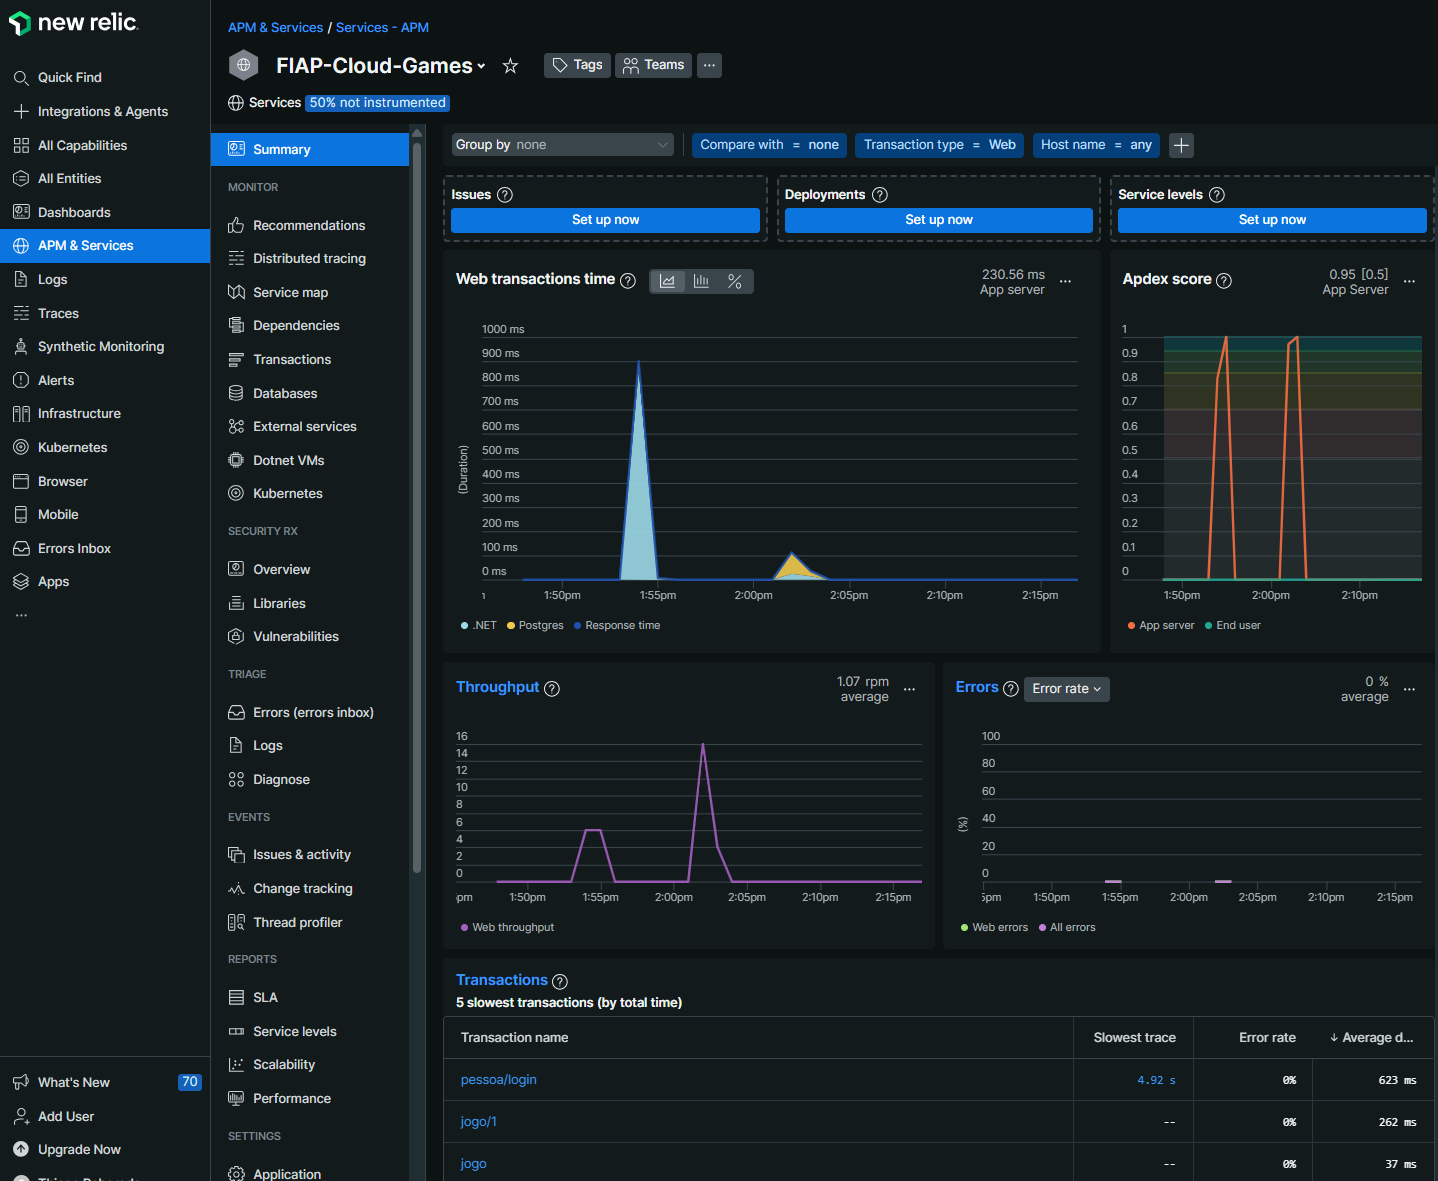 new relic.
Quick Find
Integrations & Agents
All Capabilities
All Entities
Dashboards
APM & Services
Logs
Traces
Synthetic Monitoring
Alerts
Infrastructure
Kubernetes
Browser
Mobile
Errors Inbox
Apps
...
What's New 70
Add User
Upgrade Now
APM & Services / Services - APM
FIAP-Cloud-Games
Tags
Teams
...
Services 50% not instrumented
Summary
MONITOR
Recommendations
Distributed tracing
Service map
Dependencies
Transactions
Databases
External services
Dotnet VMs
Kubernetes
SECURITY RX
Overview
Libraries
Vulnerabilities
TRIAGE
Errors (errors inbox)
Logs
Diagnose
EVENTS
Issues & activity
Change tracking
Thread profiler
REPORTS
SLA
Service levels
Scalability
Performance
SETTINGS
Application
Group by none
Compare with = none
Transaction type = Web
Host name = any
Issues ?
Set up now
Deployments ?
Set up now
Service levels ?
Set up now
Web transactions time ?
%
230.56 ms
App server
...
1000 ms
900 ms
800 ms
700 ms
600 ms
500 ms
400 ms
300 ms
200 ms
100 ms
0 ms
(Duration)
1:50pm 1:55pm 2:00pm 2:05pm 2:10pm 2:15pm
.NET Postgres Response time
Apdex score ?
0.95 [0.5]
App Server
...
1
0.9
0.8
0.7
0.6
0.5
0.4
0.3
0.2
0.1
0
1:50pm 2:00pm 2:10pm
App server End user
Throughput ?
1.07 rpm
average
...
16
14
12
10
8
6
4
2
0
pm 1:50pm 1:55pm 2:00pm 2:05pm 2:10pm 2:15pm
Web throughput
Errors ? Error rate
0 %
average
...
100
80
60
40
20
0
(%)
pm 1:50pm 1:55pm 2:00pm 2:05pm 2:10pm 2:15pm
Web errors All errors
Transactions ?
5 slowest transactions (by total time)
Transaction name Slowest trace Error rate ↓ Average d...
pessoa/login 4.92 s 0% 623 ms
jogo/1 -- 0% 262 ms
jogo -- 0% 37 ms